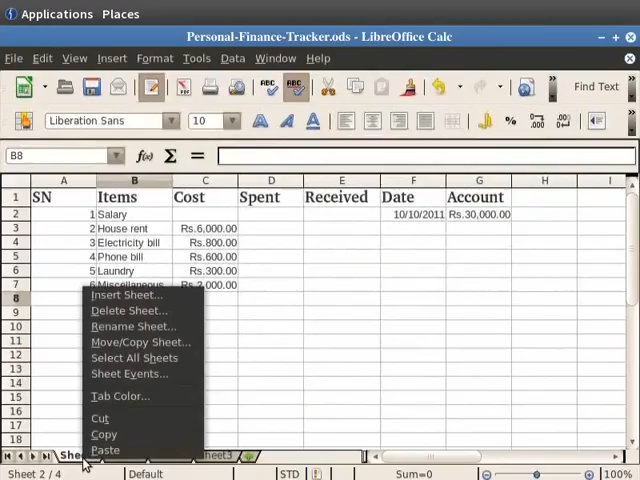 Applications Places
Personal-Finance-Tracker.ods - LibreOffice Calc
File Edit View Insert Format Tools Data Window Help
Find Text
Liberation Sans 10
B8
A B C D E F G H I
1 SN Items Cost Spent Received Date Account
2 1 Salary 10/10/2011 Rs.30,000.00
3 2 House rent Rs.6,000.00
4 3 Electricity bill Rs.800.00
5 4 Phone bill Rs.600.00
6 5 Laundry Rs.300.00
7 6 Miscellaneous Rs.2,000.00
8 Insert Sheet...
9 Delete Sheet...
10 Rename Sheet...
11 Move/Copy Sheet...
12 Select All Sheets
13 Sheet Events...
14
15 Tab Color...
16 Cut
17 Copy
18 Paste
Sheet3
Sheet 2 / 4 Default STD Sum=0 100%